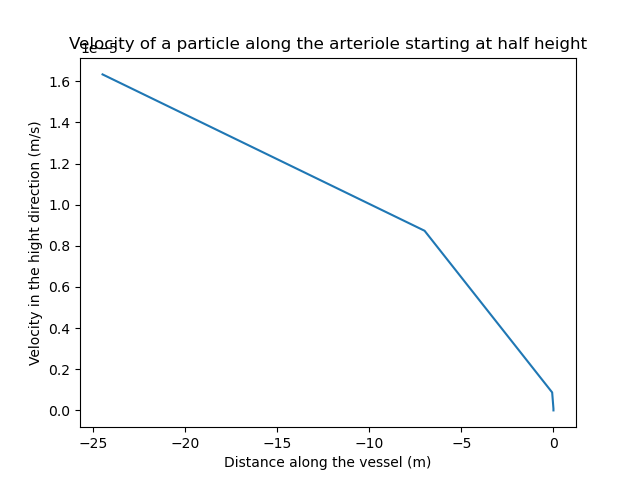 Velocity of a particle along the arteriole starting at half height
1e−5
1.6
1.4
1.2
1.0
0.8
0.6
0.4
0.2
0.0
Velocity in the hight direction (m/s)
−25 −20 −15 −10 −5 0
Distance along the vessel (m)